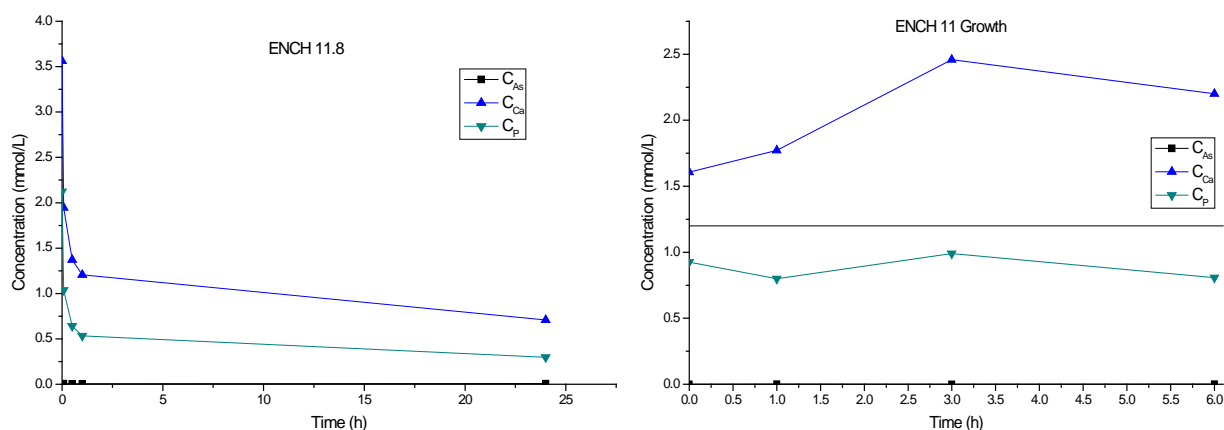 ENCH 11.8
Concentration (mmol/L)
4.0
3.5
3.0
2.5
2.0
1.5
1.0
0.5
0.0
C_As
C_Ca
C_P
0 5 10 15 20 25
Time (h)
ENCH 11 Growth
Concentration (mmol/L)
2.5
2.0
1.5
1.0
0.5
0.0
C_As
C_Ca
C_P
0.0 0.5 1.0 1.5 2.0 2.5 3.0 3.5 4.0 4.5 5.0 5.5 6.0
Time (h)